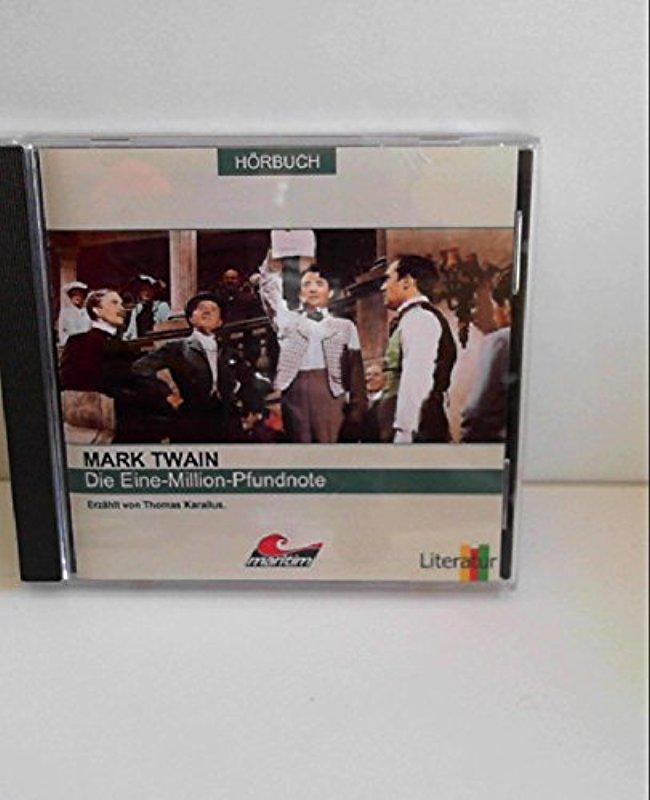 HÖRBUCH
MARK TWAIN
Die Eine-Million-Pfundnote
Erzählt von Thomas Karallus.
maritim
Literatur